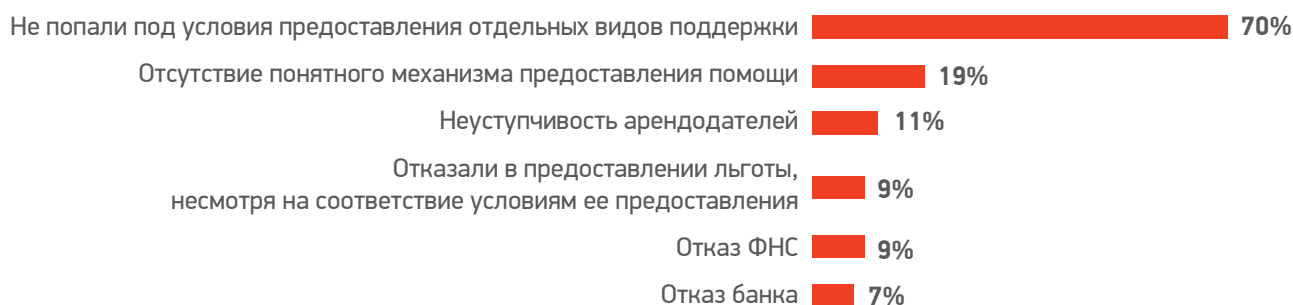 Не попали под условия предоставления отдельных видов поддержки 70%
Отсутствие понятного механизма предоставления помощи 19%
Неуступчивость арендодателей 11%
Отказали в предоставлении льготы,
несмотря на соответствие условиям ее предоставления 9%
Отказ ФНС 9%
Отказ банка 7%